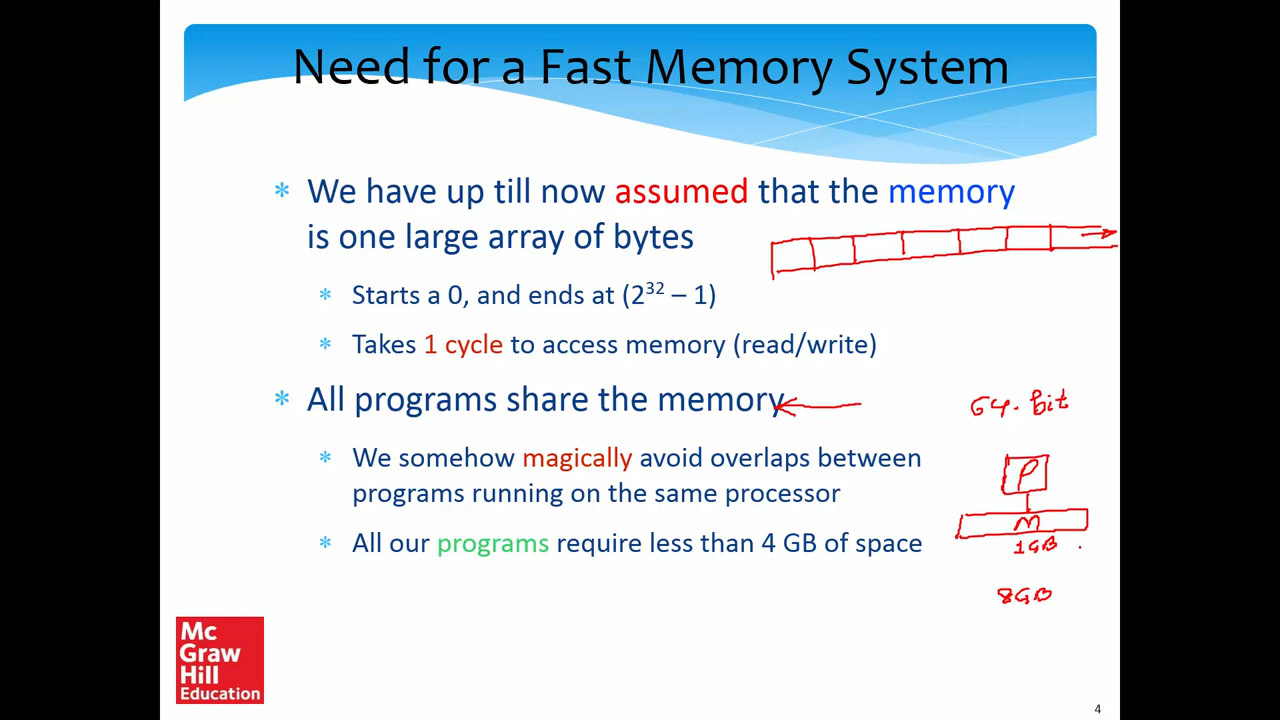 Need for a Fast Memory System
* We have up till now assumed that the memory
is one large array of bytes
* Starts a 0, and ends at (2³² – 1)
* Takes 1 cycle to access memory (read/write)
* All programs share the memory
64-bit
* We somehow magically avoid overlaps between
programs running on the same processor
P
M
* All our programs require less than 4 GB of space
1GB
8GB
Mc
Graw
Hill
Education
4